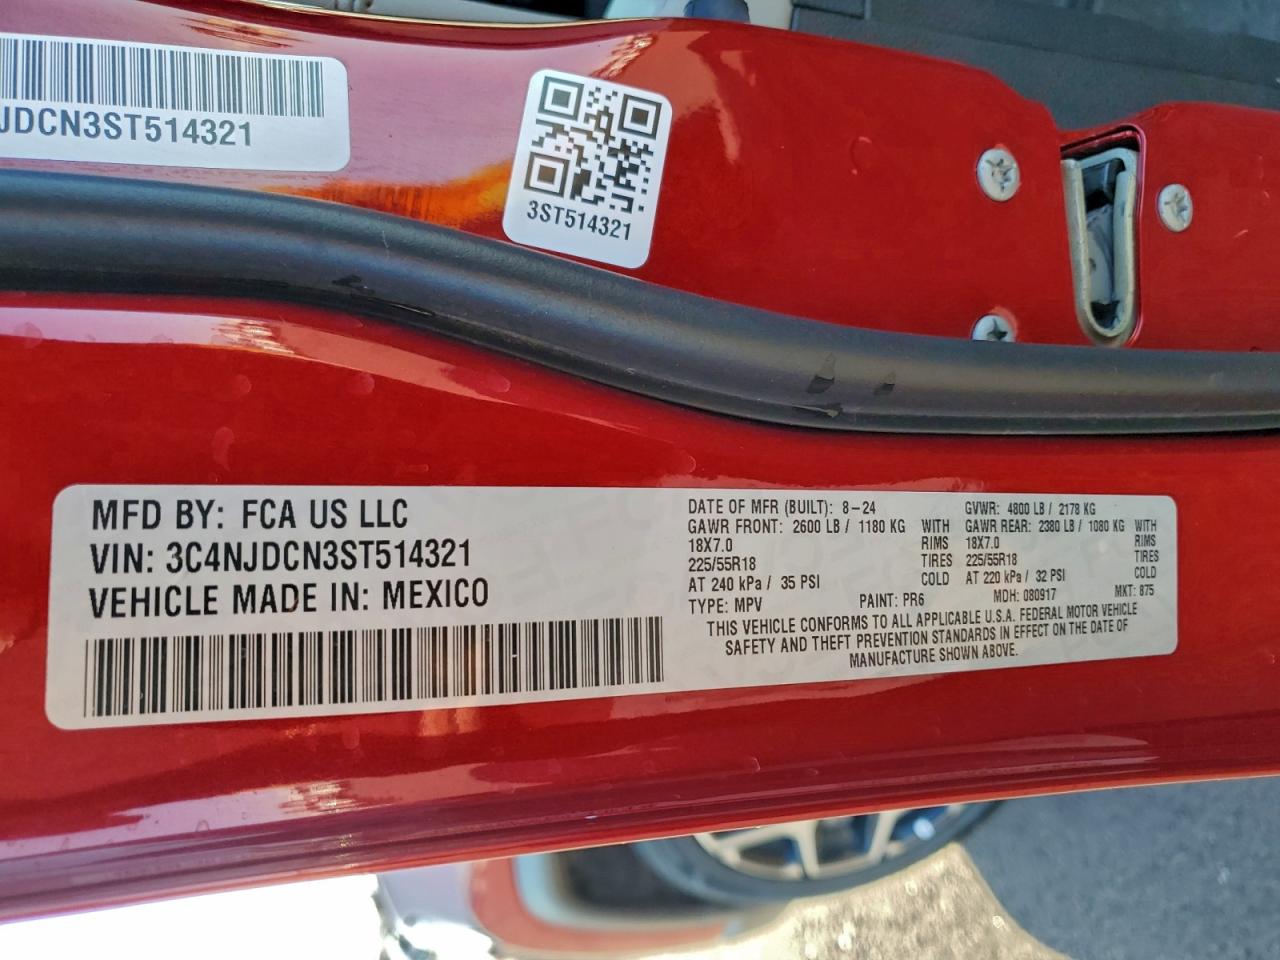 JDCN3ST514321
3ST514321
MFD BY: FCA US LLC
VIN: 3C4NJDCN3ST514321
VEHICLE MADE IN: MEXICO
DATE OF MFR (BUILT): 8-24 GVWR: 4800 LB / 2178 KG
GAWR FRONT: 2600 LB / 1180 KG WITH GAWR REAR: 2380 LB / 1080 KG WITH
18X7.0 RIMS 18X7.0 RIMS
225/55R18 TIRES 225/55R18 TIRES
AT 240 kPa / 35 PSI COLD AT 220 kPa / 32 PSI COLD
TYPE: MPV PAINT: PR6 MDH: 080917 MKT: 875
THIS VEHICLE CONFORMS TO ALL APPLICABLE U.S.A. FEDERAL MOTOR VEHICLE
SAFETY AND THEFT PREVENTION STANDARDS IN EFFECT ON THE DATE OF
MANUFACTURE SHOWN ABOVE.